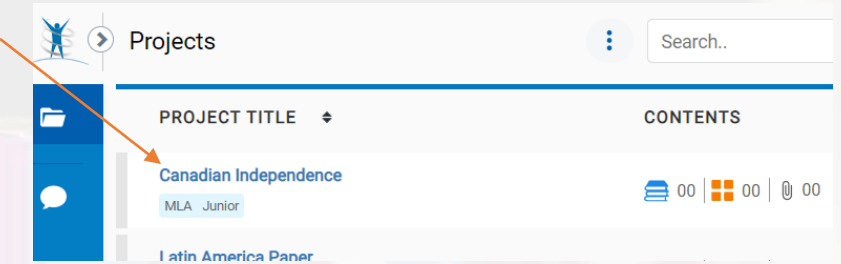 Projects
Search..
PROJECT TITLE CONTENTS
Canadian Independence
00 00 00
MLA Junior
Latin America Paper